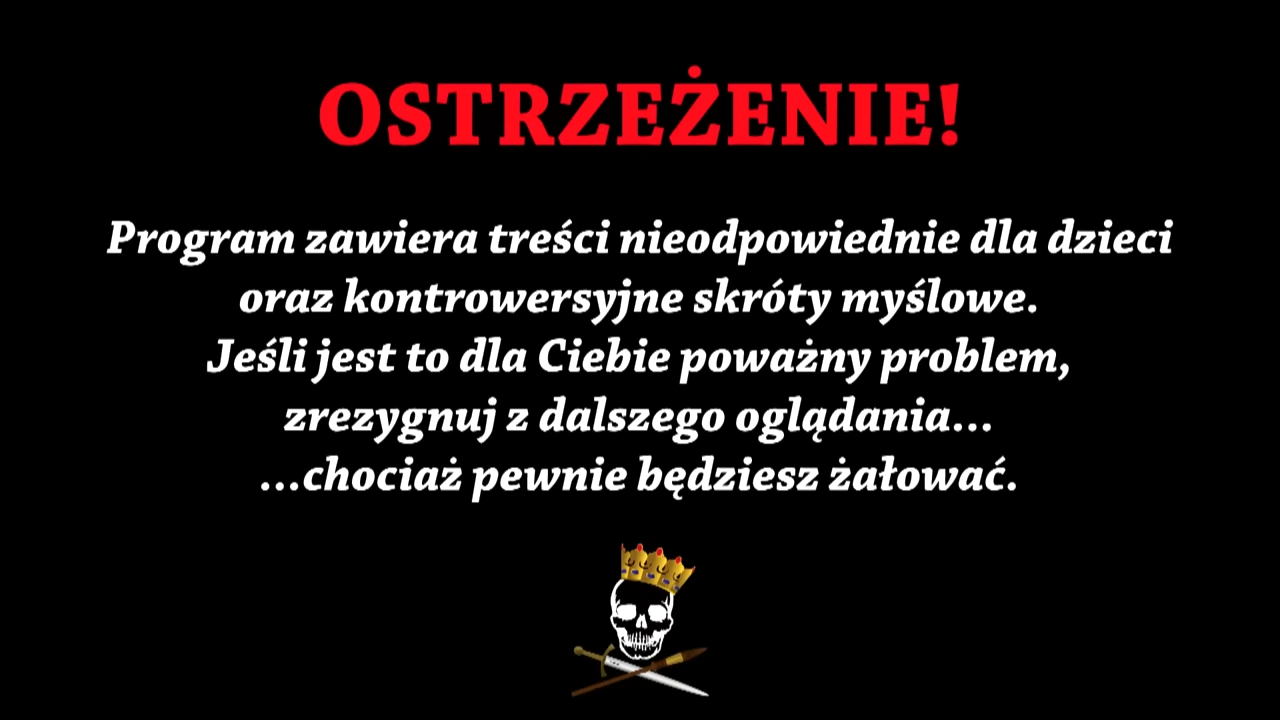 OSTRZEŻENIE!
Program zawiera treści nieodpowiednie dla dzieci
oraz kontrowersyjne skróty myślowe.
Jeśli jest to dla Ciebie poważny problem,
zrezygnuj z dalszego oglądania...
...chociaż pewnie będziesz żałować.